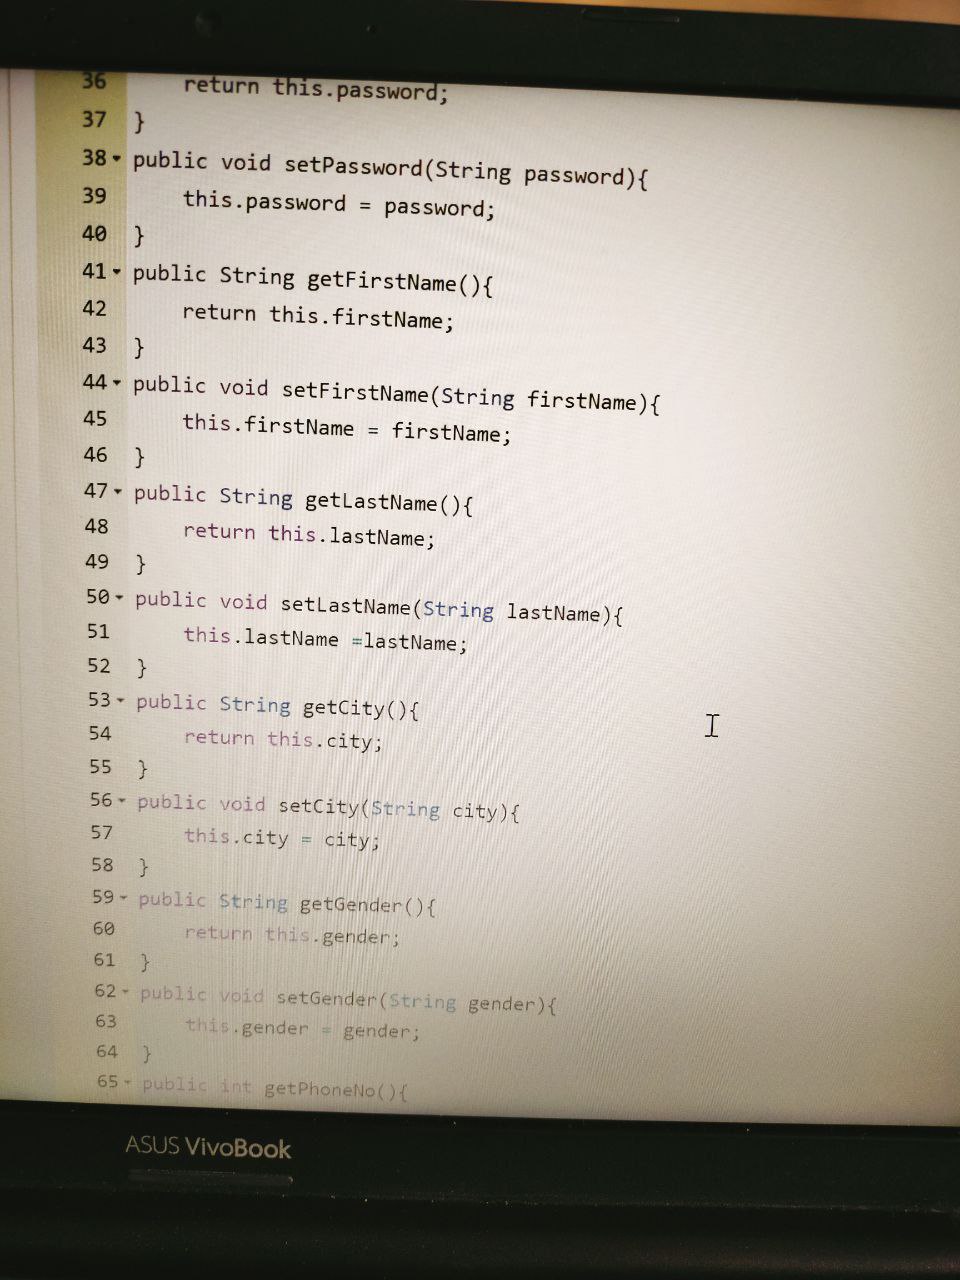 36 return this.password;
37 }
38 public void setPassword(String password){
39 this.password = password;
40 }
41 public String getFirstName(){
42 return this.firstName;
43 }
44 public void setFirstName(String firstName){
45 this.firstName = firstName;
46 }
47 public String getLastName(){
48 return this.lastName;
49 }
50 public void setLastName(String lastName){
51 this.lastName =lastName;
52 }
53 public String getCity(){
54 return this.city;
55 }
56 public void setCity(String city){
57 this.city = city;
58 }
59 public String getGender(){
60 return this.gender;
61 }
62 public void setGender(String gender){
63 this.gender = gender;
64 }
65 public int getPhoneNo(){
ASUS VivoBook